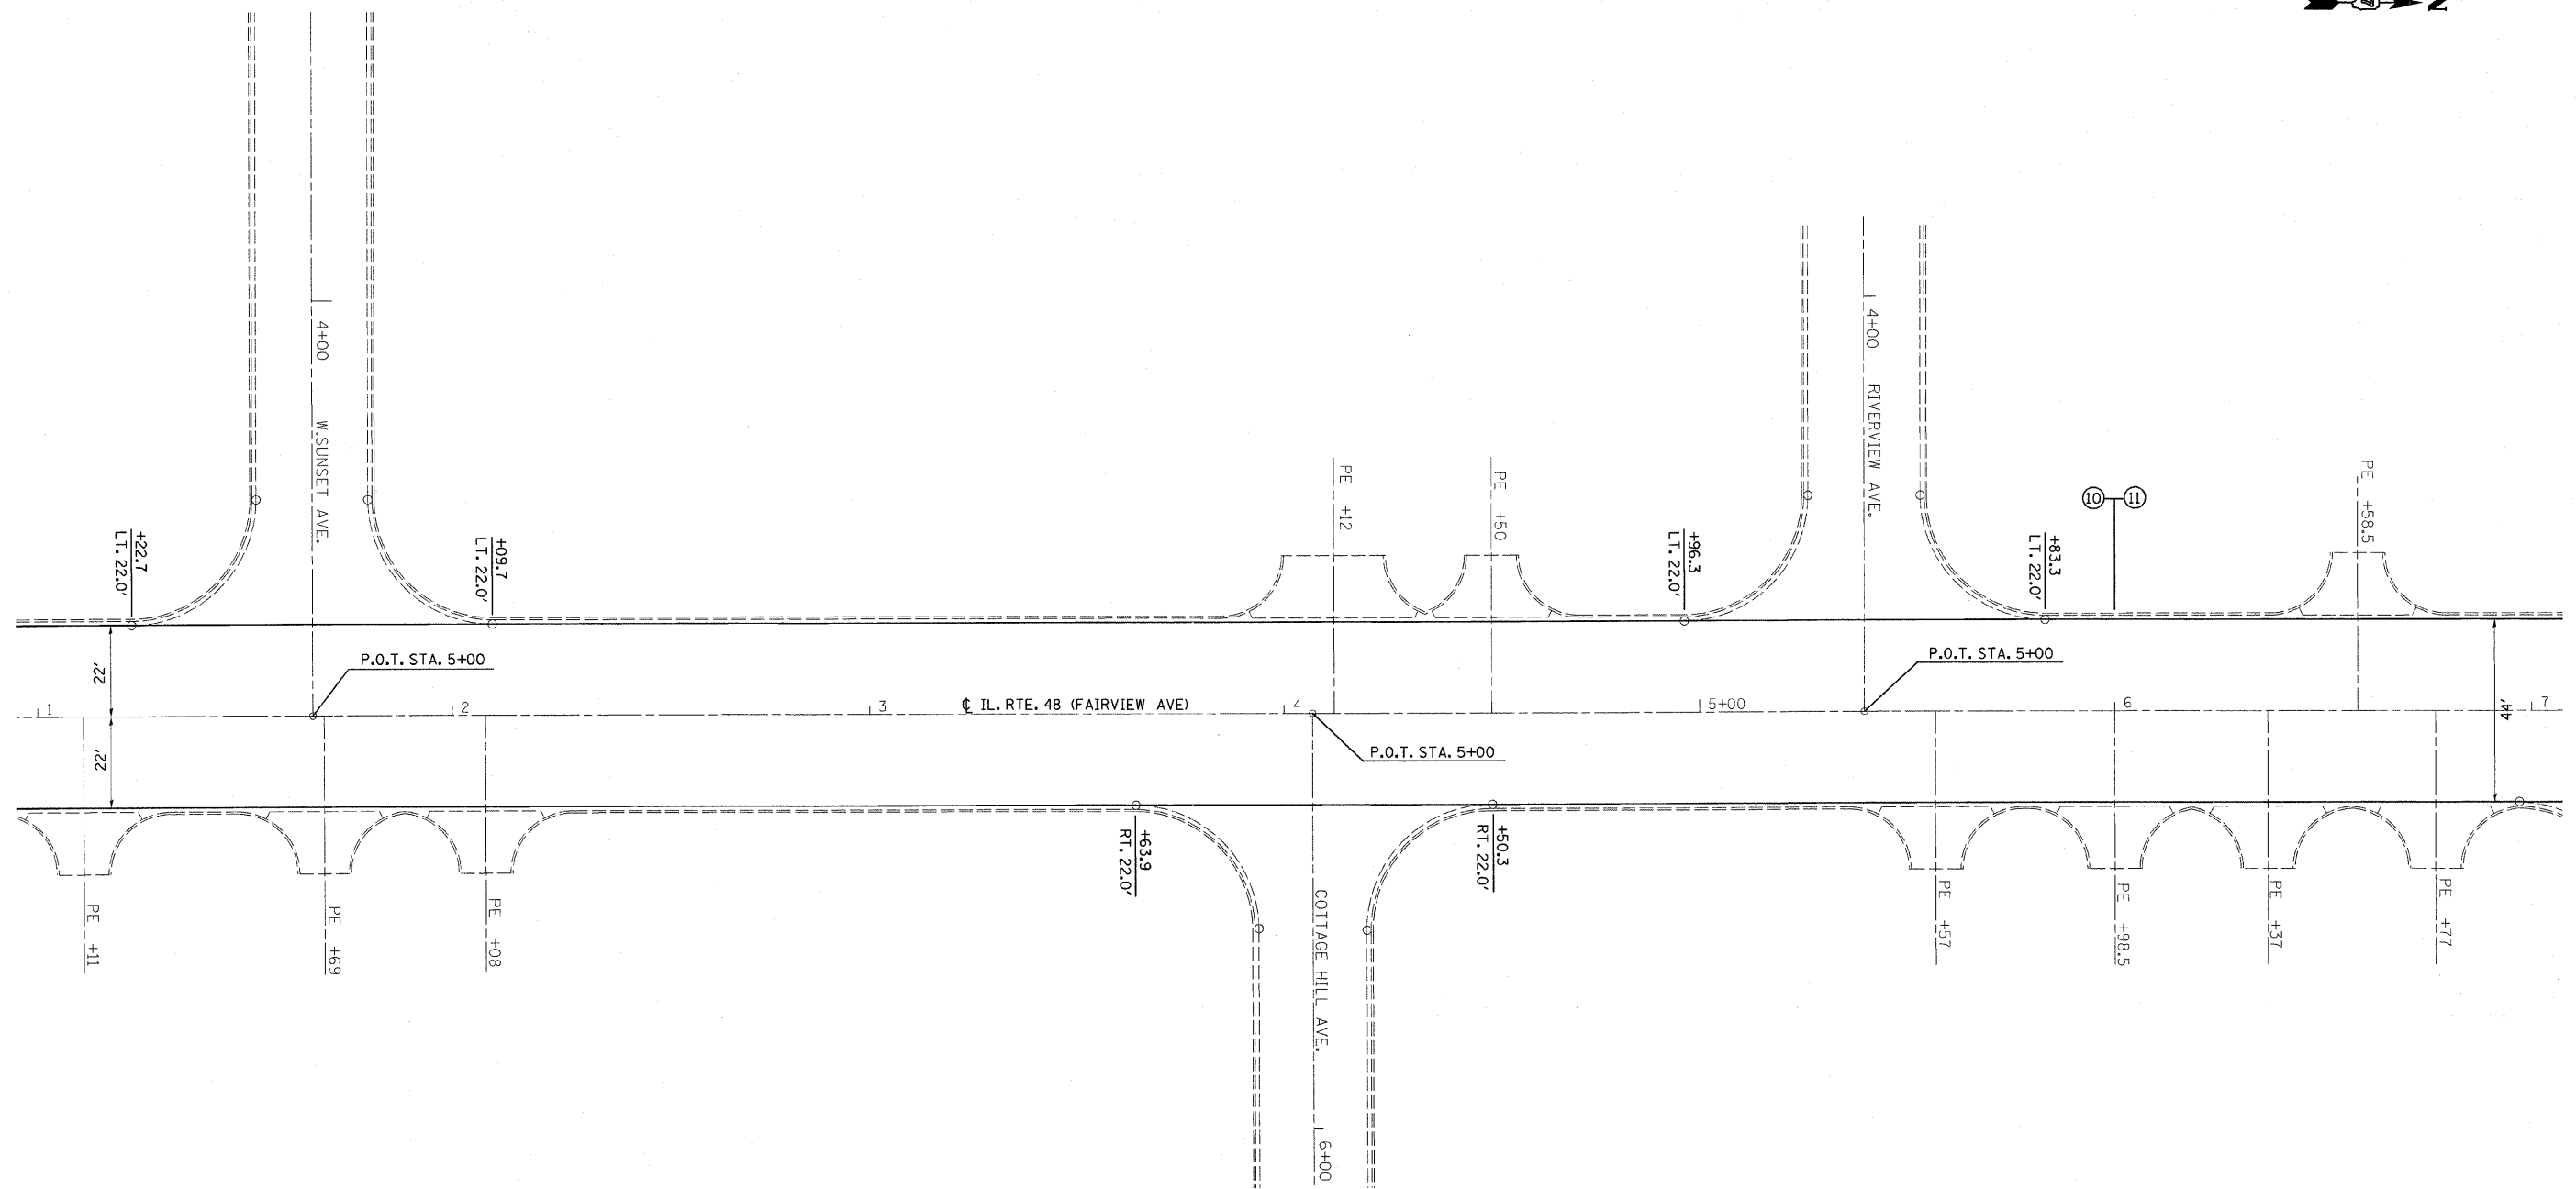 N
4+00 W.SUNSET AVE.
4+00 RIVERVIEW AVE.
PE +12
PE +50
PE +58.5
10
11
+22.7
LT. 22.0'
+09.7
LT. 22.0'
+96.3
LT. 22.0'
+83.3
LT. 22.0'
22'
P.O.T. STA. 5+00
P.O.T. STA. 5+00
1
2
3
℄ IL. RTE. 48 (FAIRVIEW AVE)
4
5+00
6
7
44'
22'
P.O.T. STA. 5+00
+63.9
RT. 22.0'
+50.3
RT. 22.0'
PE +11
PE +69
PE +08
COTTAGE HILL AVE. 6+00
PE +57
PE +98.5
PE +37
PE +77